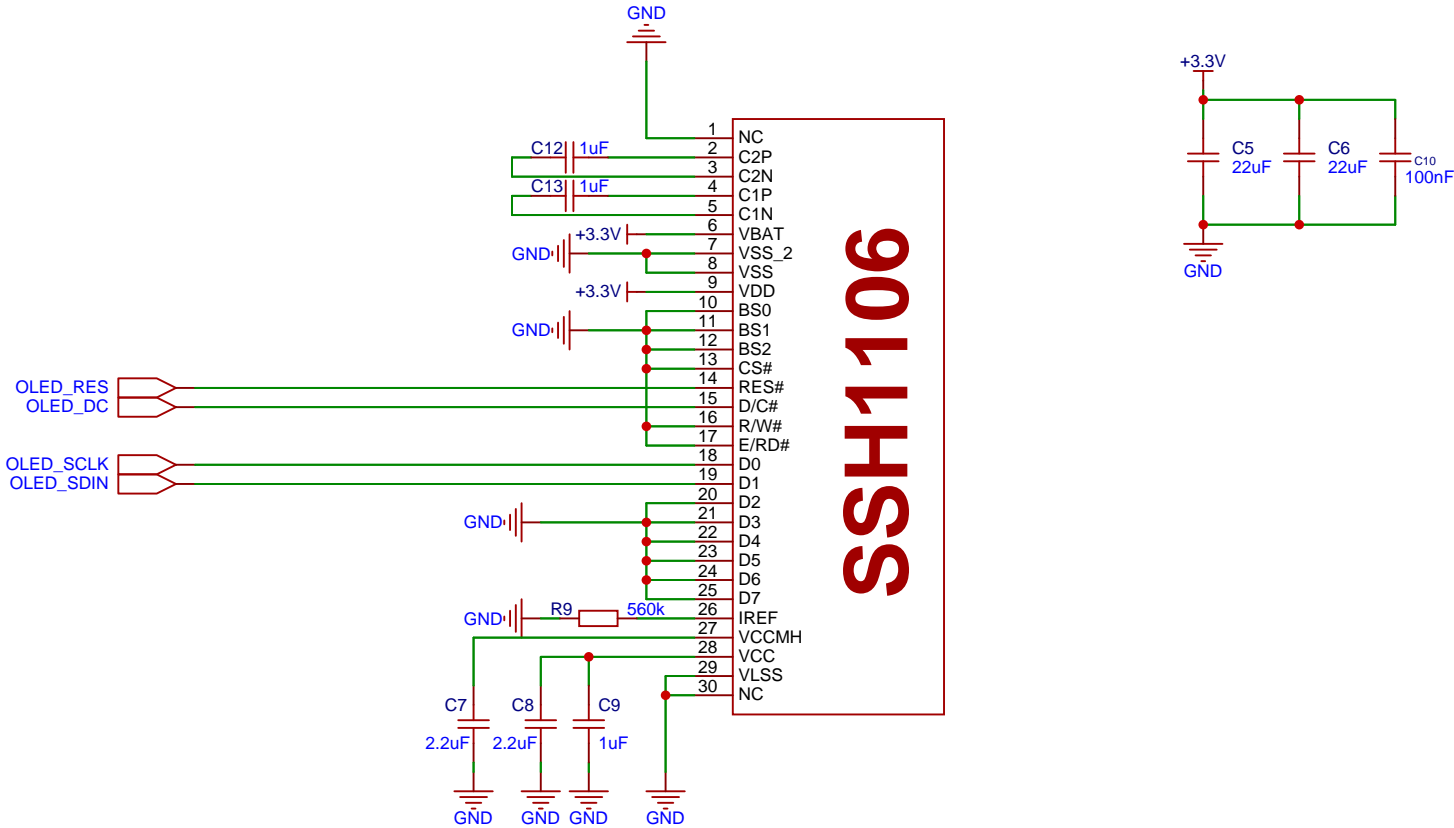 GND
+3.3V
C5
22uF
C6
22uF
C10
100nF
GND
1 NC
C12 1uF 2 C2P
3 C2N
C13 1uF 4 C1P
5 C1N
+3.3V 6 VBAT
GND 7 VSS_2
8 VSS
+3.3V 9 VDD
10 BS0
GND 11 BS1
12 BS2
13 CS#
OLED_RES 14 RES#
OLED_DC 15 D/C#
16 R/W#
17 E/RD#
OLED_SCLK 18 D0
OLED_SDIN 19 D1
20 D2
GND 21 D3
22 D4
23 D5
24 D6
25 D7
GND R9 560k 26 IREF
27 VCCMH
28 VCC
29 VLSS
30 NC
SSH1106
C7
2.2uF
C8
2.2uF
C9
1uF
GND
GND
GND
GND